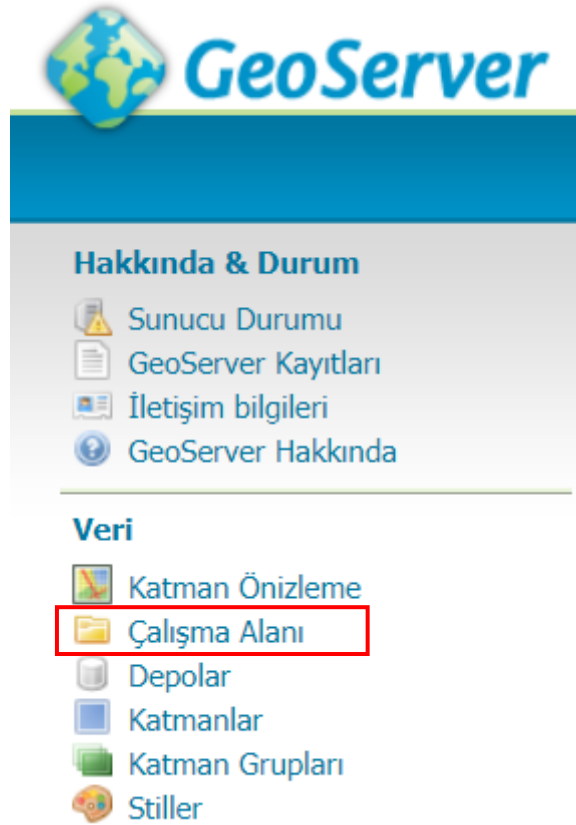 GeoServer
Hakkında & Durum
Sunucu Durumu
GeoServer Kayıtları
İletişim bilgileri
GeoServer Hakkında
Veri
Katman Önizleme
Çalışma Alanı
Depolar
Katmanlar
Katman Grupları
Stiller